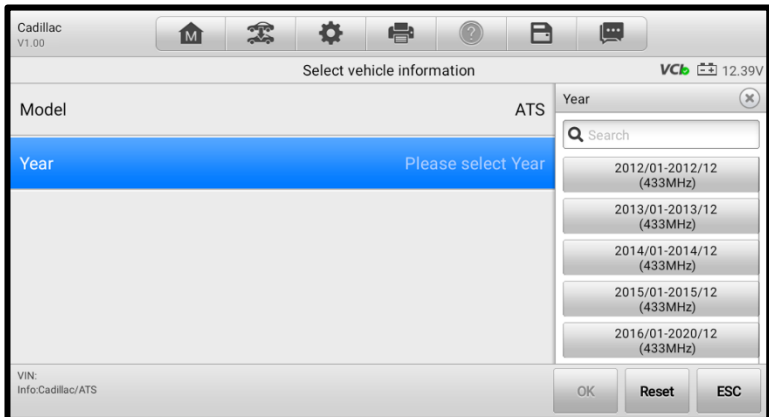 Cadillac
V1.00
M
?
Select vehicle information
VCI
12.39V
Model
ATS
Year
Please select Year
Year
Search
2012/01-2012/12
(433MHz)
2013/01-2013/12
(433MHz)
2014/01-2014/12
(433MHz)
2015/01-2015/12
(433MHz)
2016/01-2020/12
(433MHz)
VIN:
Info:Cadillac/ATS
OK
Reset
ESC